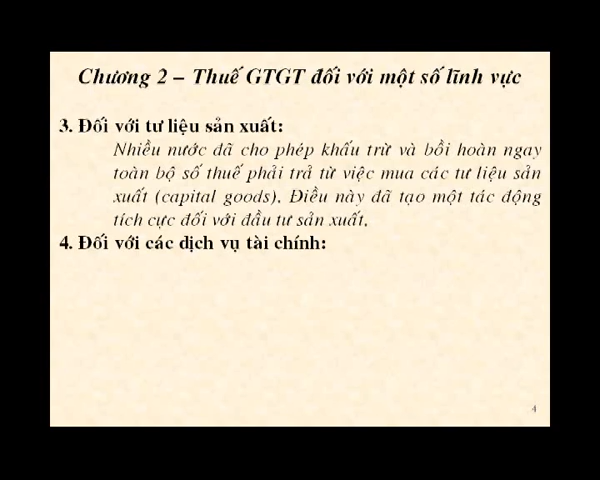 Chương 2 – Thuế GTGT đối với một số lĩnh vực
3. Đối với tư liệu sản xuất:
Nhiều nước đã cho phép khấu trừ và bồi hoàn ngay
toàn bộ số thuế phải trả từ việc mua các tư liệu sản
xuất (capital goods). Điều này đã tạo một tác động
tích cực đối với đầu tư sản xuất.
4. Đối với các dịch vụ tài chính:
4